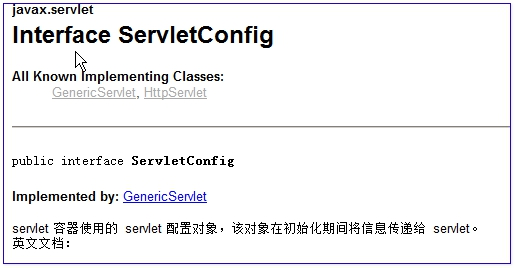 javax.servlet
Interface ServletConfig
All Known Implementing Classes:
GenericServlet, HttpServlet
public interface ServletConfig
Implemented by: GenericServlet
servlet 容器使用的 servlet 配置对象，该对象在初始化期间将信息传递给 servlet。
英文文档：